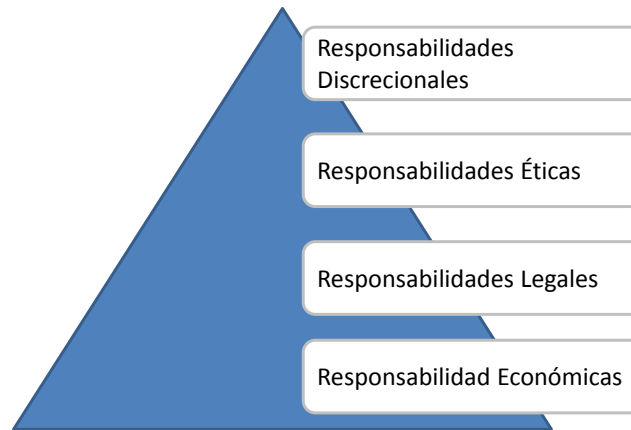 Responsabilidades
Discrecionales
Responsabilidades Éticas
Responsabilidades Legales
Responsabilidad Económicas